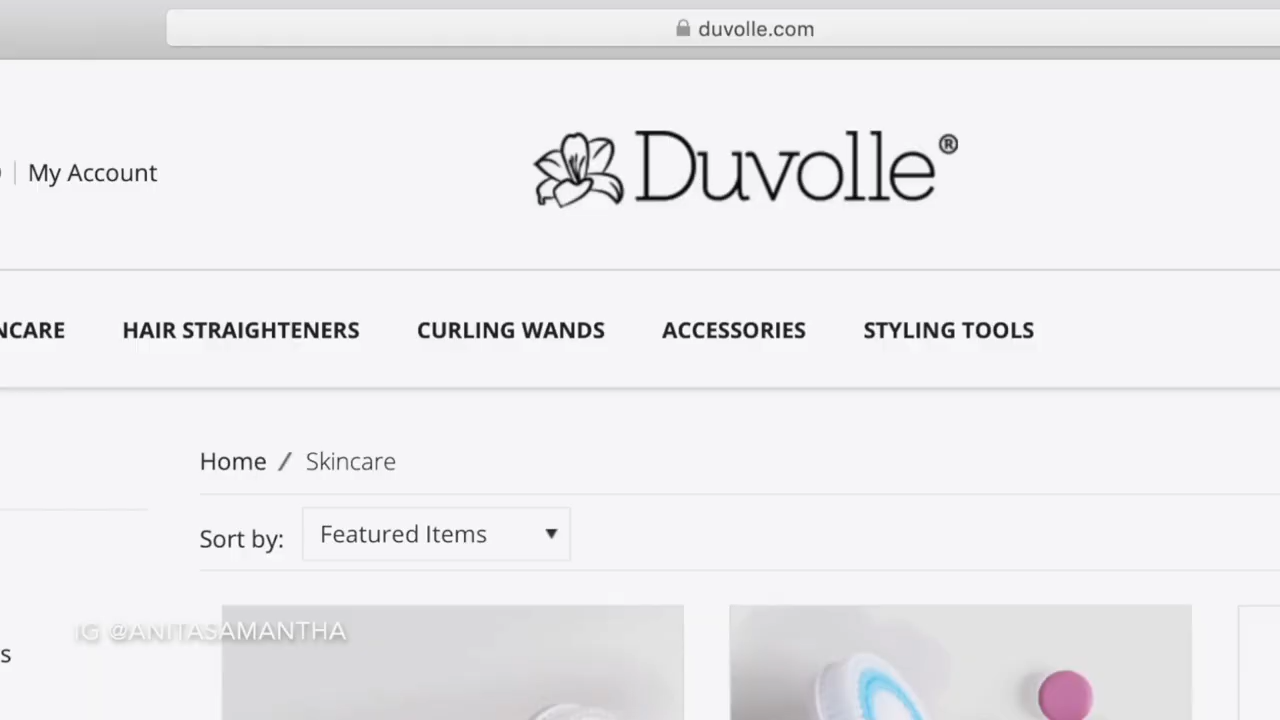 duvolle.com
My Account
Duvolle®
NCARE HAIR STRAIGHTENERS CURLING WANDS ACCESSORIES STYLING TOOLS
Home / Skincare
Sort by: Featured Items
IG @ANITASAMANTHA
s